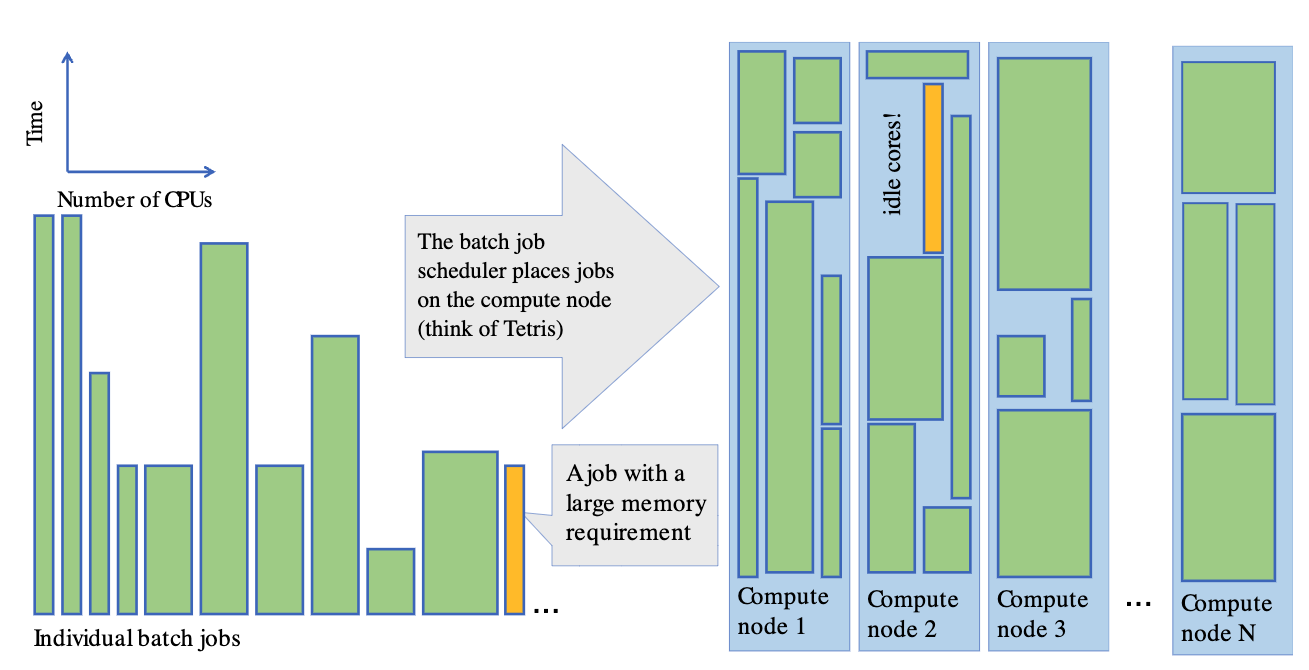 Time
Number of CPUs
The batch job
scheduler places jobs
on the compute node
(think of Tetris)
A job with a
large memory
requirement
...
Individual batch jobs
idle cores!
Compute
node 1
Compute
node 2
Compute
node 3
...
Compute
node N